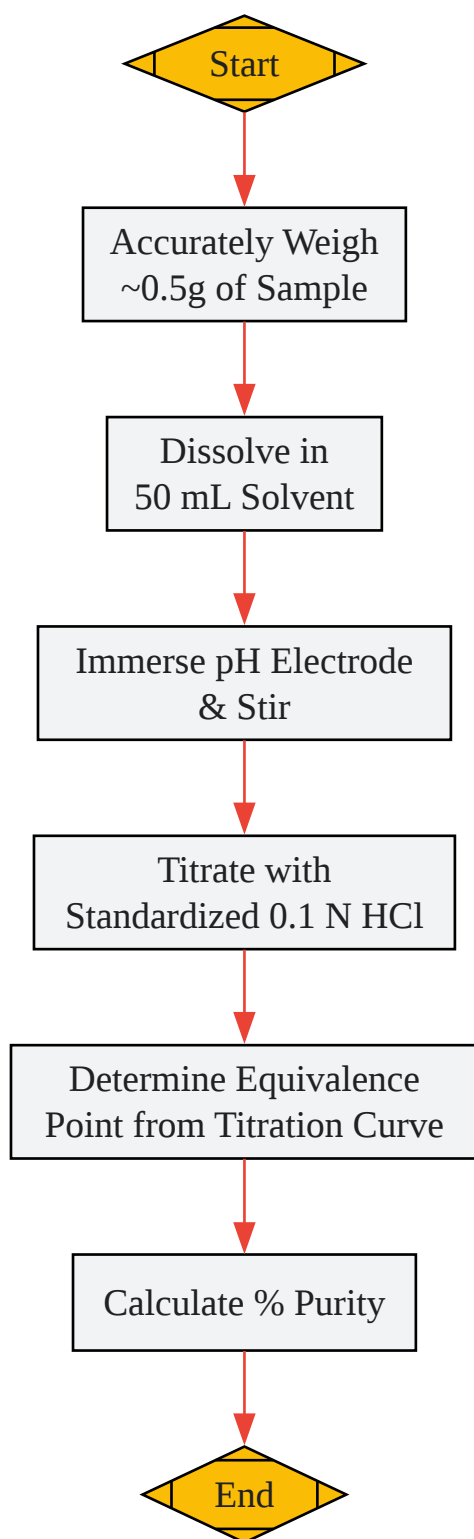 Start
Accurately Weigh
~0.5g of Sample
Dissolve in
50 mL Solvent
Immerse pH Electrode
& Stir
Titrate with
Standardized 0.1 N HCl
Determine Equivalence
Point from Titration Curve
Calculate % Purity
End